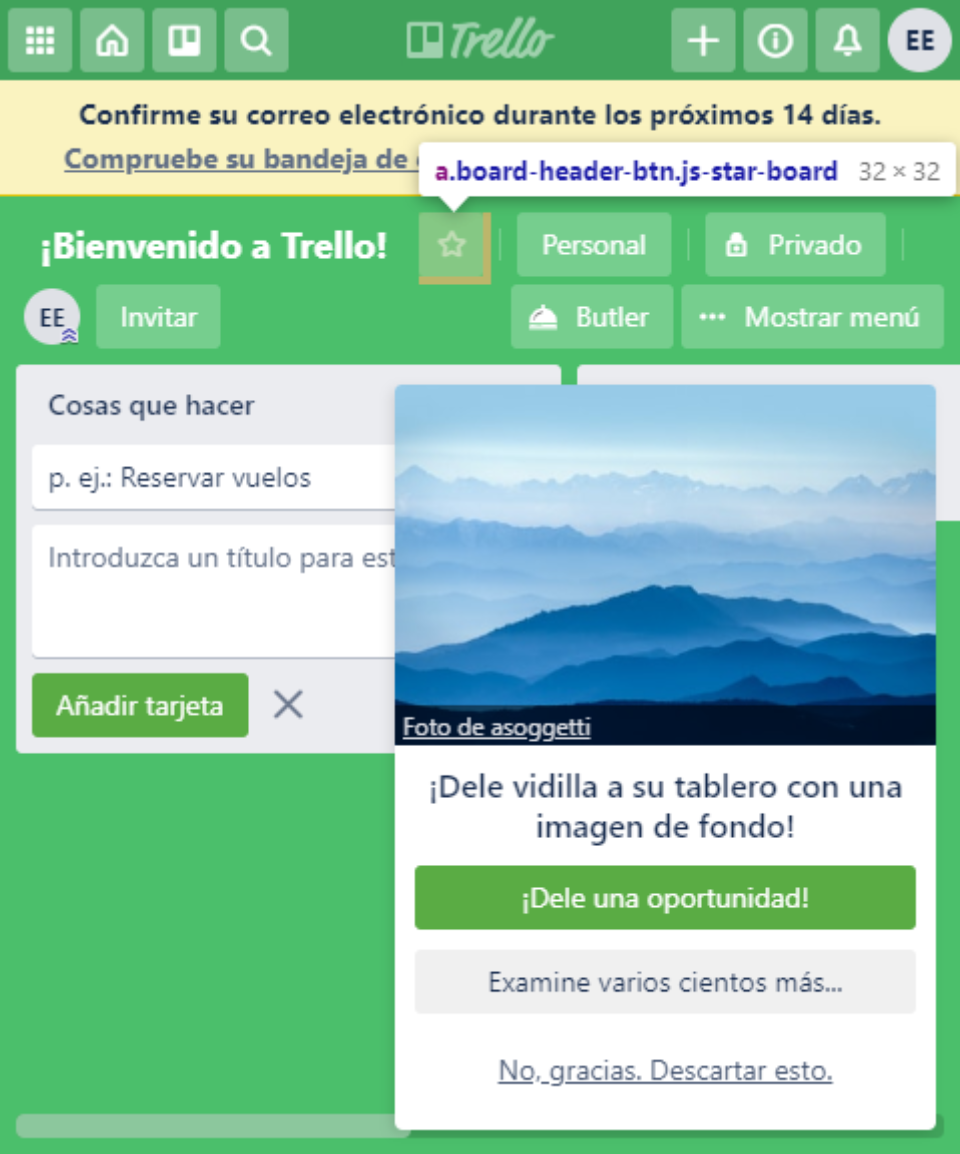 Trello
EE
Confirme su correo electrónico durante los próximos 14 días.
Compruebe su bandeja de
a.board-header-btn.js-star-board 32 × 32
¡Bienvenido a Trello!
Personal
Privado
EE
Invitar
Butler
Mostrar menú
Cosas que hacer
p. ej.: Reservar vuelos
Introduzca un título para est
Añadir tarjeta
Foto de asoggetti
¡Dele vidilla a su tablero con una
imagen de fondo!
¡Dele una oportunidad!
Examine varios cientos más...
No, gracias. Descartar esto.